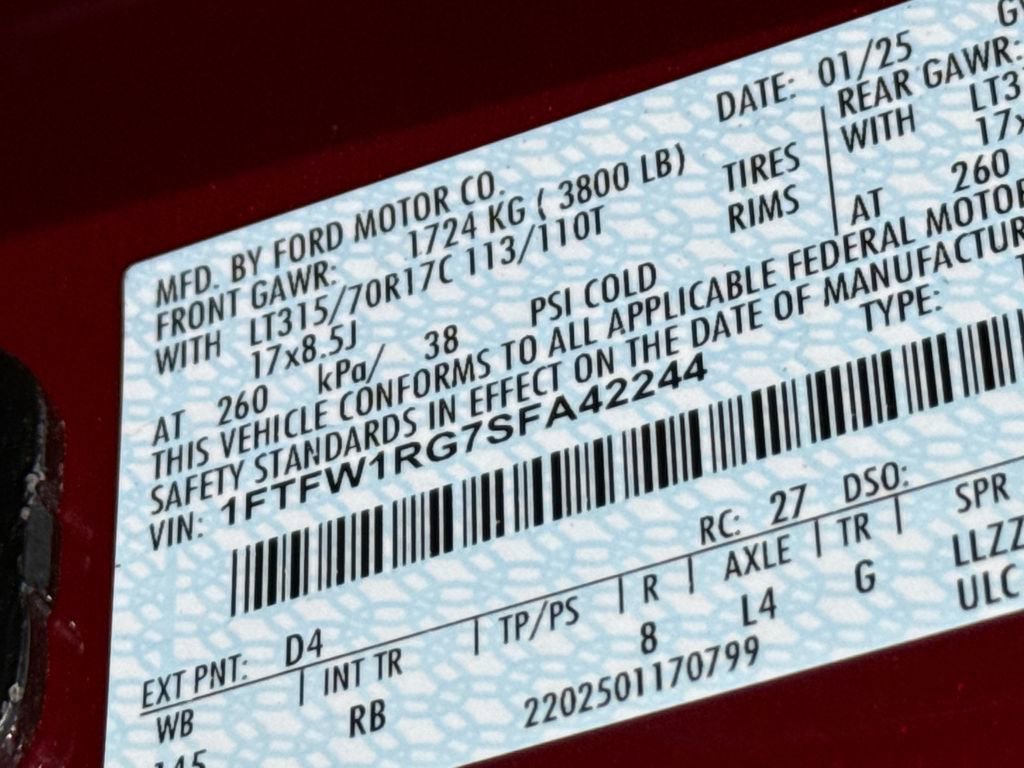 DATE: 01/25
MFD. BY FORD MOTOR CO.
FRONT GAWR: 1724 KG ( 3800 LB) REAR GAWR:
WITH LT315/70R17C 113/110T TIRES WITH
17x8.5J RIMS
AT 260 kPa/ 38 PSI COLD AT 260
THIS VEHICLE CONFORMS TO ALL APPLICABLE FEDERAL
SAFETY STANDARDS IN EFFECT ON THE DATE OF
VIN: 1FTFW1RG7SFA42244 TYPE:
RC: 27 DSO:
EXT PNT: D4
WB INT TR TP/PS R AXLE TR SPR
145 RB 8 L4 G
2202501170799 ULC